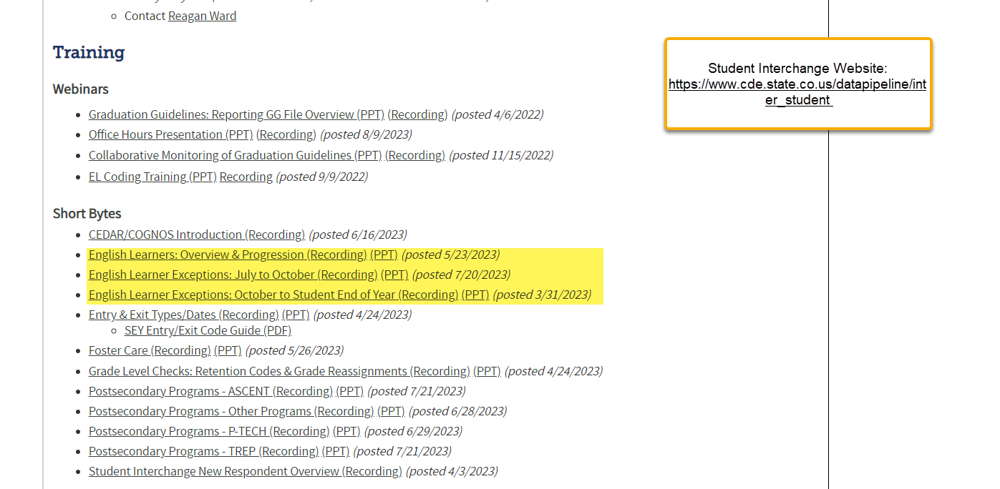 Contact Reagan Ward
Training
Student Interchange Website:
https://www.cde.state.co.us/datapipeline/int
er_student
Webinars
Graduation Guidelines: Reporting GG File Overview (PPT) (Recording) (posted 4/6/2022)
Office Hours Presentation (PPT) (Recording) (posted 8/9/2023)
Collaborative Monitoring of Graduation Guidelines (PPT) (Recording) (posted 11/15/2022)
EL Coding Training (PPT) Recording (posted 9/9/2022)
Short Bytes
CEDAR/COGNOS Introduction (Recording) (posted 6/16/2023)
English Learners: Overview & Progression (Recording) (PPT) (posted 5/23/2023)
English Learner Exceptions: July to October (Recording) (PPT) (posted 7/20/2023)
English Learner Exceptions: October to Student End of Year (Recording) (PPT) (posted 3/31/2023)
Entry & Exit Types/Dates (Recording) (PPT) (posted 4/24/2023)
SEY Entry/Exit Code Guide (PDF)
Foster Care (Recording) (PPT) (posted 5/26/2023)
Grade Level Checks: Retention Codes & Grade Reassignments (Recording) (PPT) (posted 4/24/2023)
Postsecondary Programs - ASCENT (Recording) (PPT) (posted 7/21/2023)
Postsecondary Programs - Other Programs (Recording) (PPT) (posted 6/28/2023)
Postsecondary Programs - P-TECH (Recording) (PPT) (posted 6/29/2023)
Postsecondary Programs - TREP (Recording) (PPT) (posted 7/21/2023)
Student Interchange New Respondent Overview (Recording) (posted 4/3/2023)